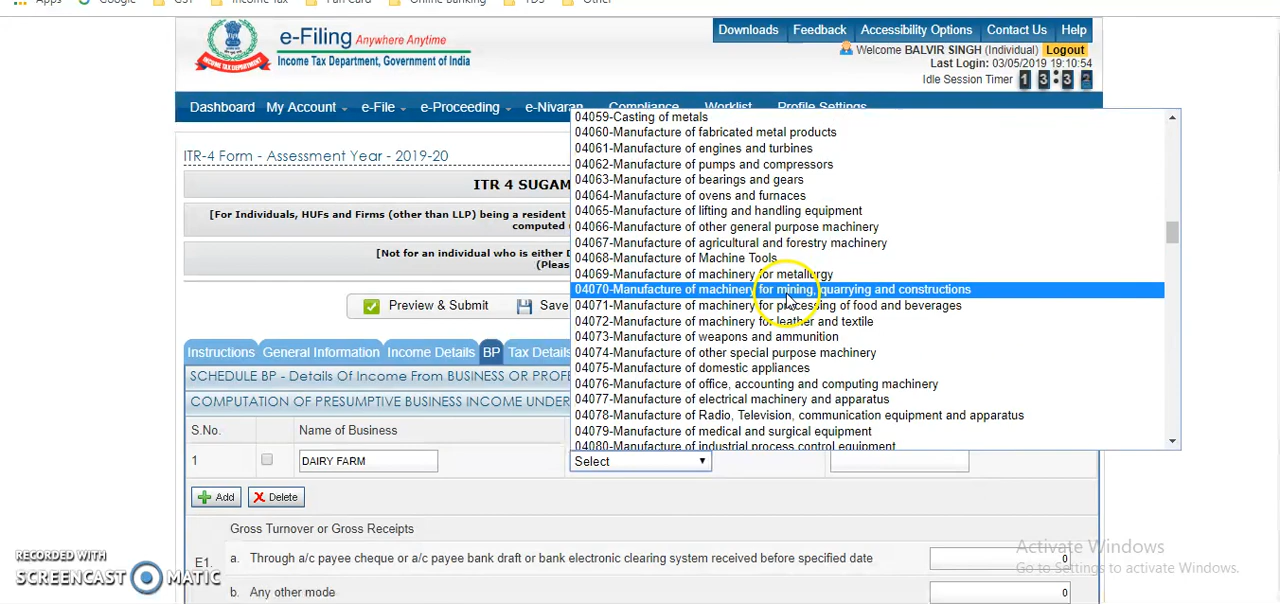 Apps Google GST Income Tax Pan Card Online Banking TDS Other
e-Filing Anywhere Anytime
Income Tax Department, Government of India
Downloads Feedback Accessibility Options Contact Us Help
Welcome BALVIR SINGH (Individual) Logout
Last Login: 03/05/2019 19:10:54
Idle Session Timer 1 3 : 3
Dashboard My Account e-File e-Proceeding e-Nivaran Compliance Worklist Profile Settings
ITR-4 Form - Assessment Year - 2019-20
ITR 4 SUGAM
[For Individuals, HUFs and Firms (other than LLP) being a resident
computed
[Not for an individual who is either D
(Pleas
Preview & Submit Save
Instructions General Information Income Details BP Tax Details
SCHEDULE BP - Details Of Income From BUSINESS OR PROFE
COMPUTATION OF PRESUMPTIVE BUSINESS INCOME UNDER
04059-Casting of metals
04060-Manufacture of fabricated metal products
04061-Manufacture of engines and turbines
04062-Manufacture of pumps and compressors
04063-Manufacture of bearings and gears
04064-Manufacture of ovens and furnaces
04065-Manufacture of lifting and handling equipment
04066-Manufacture of other general purpose machinery
04067-Manufacture of agricultural and forestry machinery
04068-Manufacture of Machine Tools
04069-Manufacture of machinery for metallurgy
04070-Manufacture of machinery for mining, quarrying and constructions
04071-Manufacture of machinery for processing of food and beverages
04072-Manufacture of machinery for leather and textile
04073-Manufacture of weapons and ammunition
04074-Manufacture of other special purpose machinery
04075-Manufacture of domestic appliances
04076-Manufacture of office, accounting and computing machinery
04077-Manufacture of electrical machinery and apparatus
04078-Manufacture of Radio, Television, communication equipment and apparatus
04079-Manufacture of medical and surgical equipment
04080-Manufacture of industrial process control equipment
S.No. Name of Business
1 DAIRY FARM Select
Add Delete
Gross Turnover or Gross Receipts
E1.
a. Through a/c payee cheque or a/c payee bank draft or bank electronic clearing system received before specified date 0
b. Any other mode 0
Activate Windows
Go to Settings to activate Windows.
RECORDED WITH
SCREENCAST MATIC